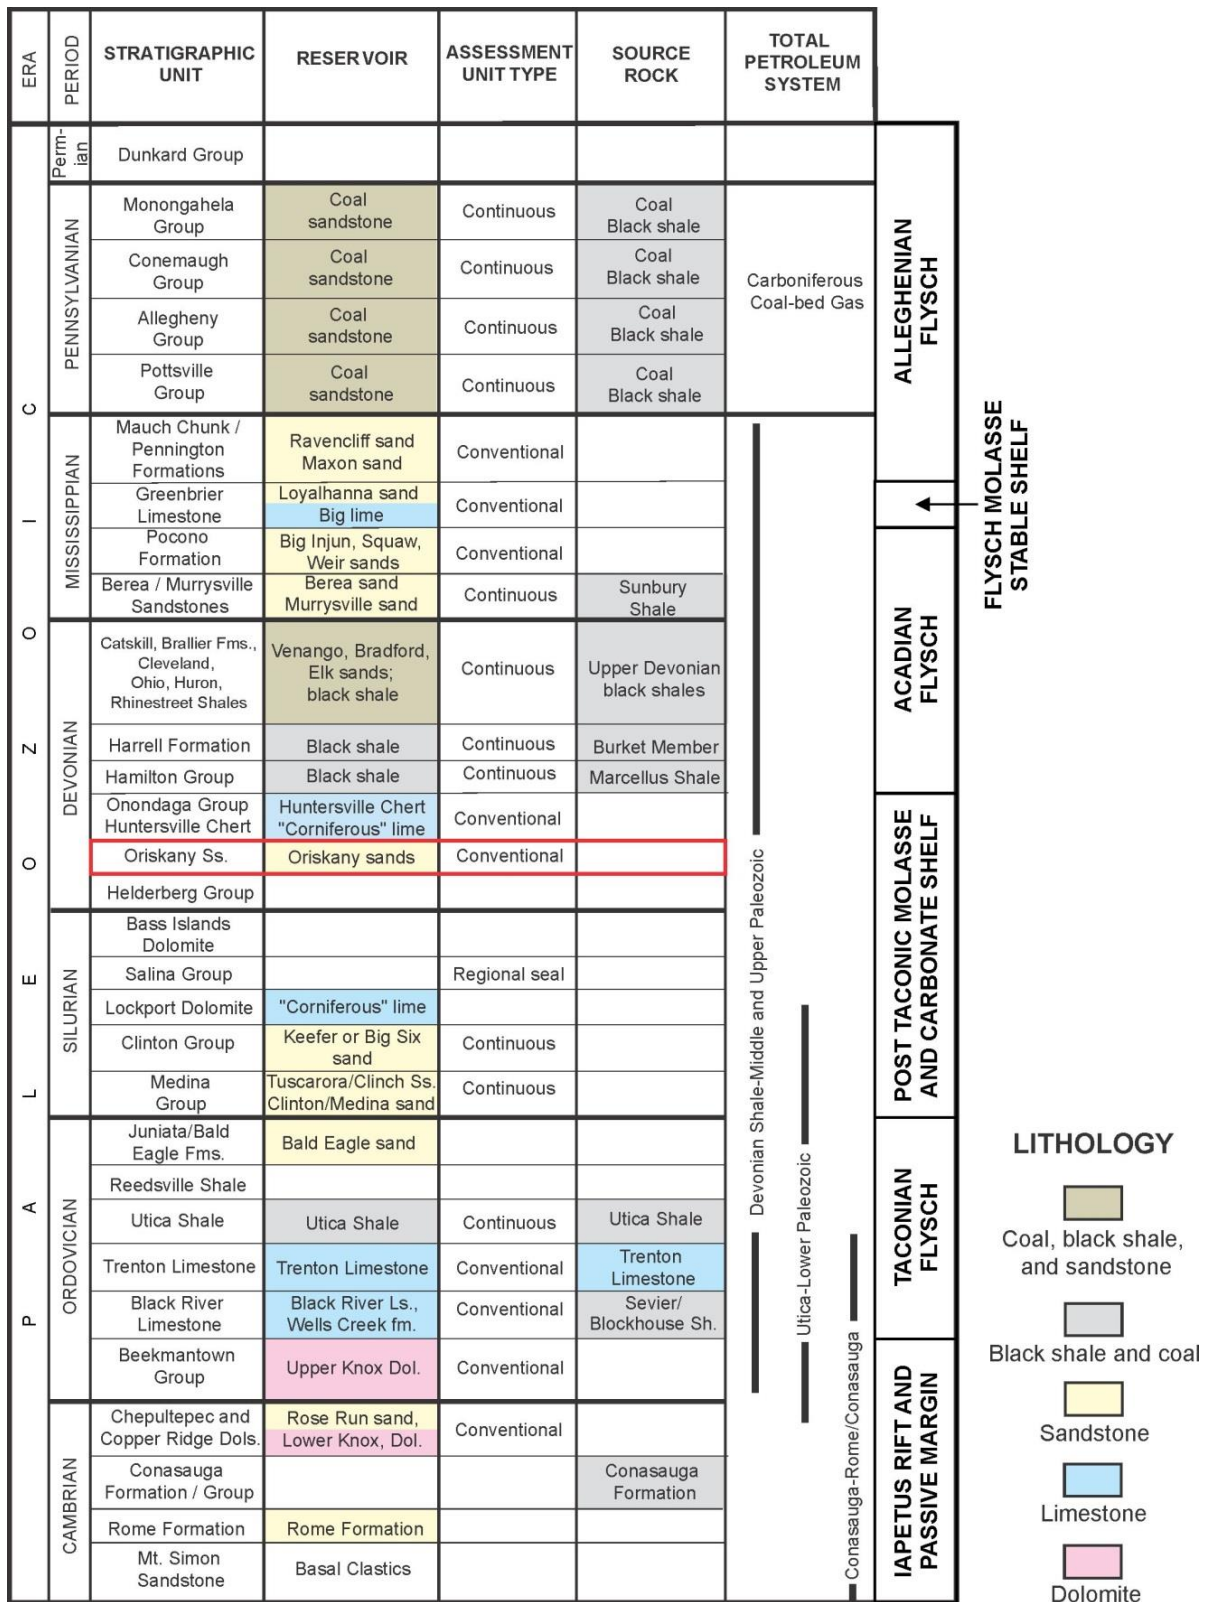 ERA
PERIOD
STRATIGRAPHIC
UNIT
RESERVOIR
ASSESSMENT
UNIT TYPE
SOURCE
ROCK
TOTAL
PETROLEUM
SYSTEM
PALEOZOIC
Perm-
ian
Dunkard Group
PENNSYLVANIAN
Monongahela
Group
Coal
sandstone
Continuous
Coal
Black shale
Conemaugh
Group
Coal
sandstone
Continuous
Coal
Black shale
Allegheny
Group
Coal
sandstone
Continuous
Coal
Black shale
Pottsville
Group
Coal
sandstone
Continuous
Coal
Black shale
Carboniferous
Coal-bed Gas
ALLEGHENIAN
FLYSCH
MISSISSIPPIAN
Mauch Chunk /
Pennington
Formations
Ravencliff sand
Maxon sand
Conventional
Greenbrier
Limestone
Loyalhanna sand
Big lime
Conventional
FLYSCH MOLASSE
STABLE SHELF
Pocono
Formation
Big Injun, Squaw,
Weir sands
Conventional
Berea / Murrysville
Sandstones
Berea sand
Murrysville sand
Continuous
Sunbury
Shale
ACADIAN
FLYSCH
DEVONIAN
Catskill, Brallier Fms.,
Cleveland,
Ohio, Huron,
Rhinestreet Shales
Venango, Bradford,
Elk sands;
black shale
Continuous
Upper Devonian
black shales
Harrell Formation
Black shale
Continuous
Burket Member
Hamilton Group
Black shale
Continuous
Marcellus Shale
Onondaga Group
Huntersville Chert
Huntersville Chert
"Corniferous" lime
Conventional
Oriskany Ss.
Oriskany sands
Conventional
Helderberg Group
Devonian Shale-Middle and Upper Paleozoic
POST TACONIC MOLASSE
AND CARBONATE SHELF
SILURIAN
Bass Islands
Dolomite
Salina Group
Regional seal
Lockport Dolomite
"Corniferous" lime
Clinton Group
Keefer or Big Six
sand
Continuous
Medina
Group
Tuscarora/Clinch Ss.
Clinton/Medina sand
Continuous
ORDOVICIAN
Juniata/Bald
Eagle Fms.
Bald Eagle sand
Reedsville Shale
Utica Shale
Utica Shale
Continuous
Utica Shale
Trenton Limestone
Trenton Limestone
Conventional
Trenton
Limestone
Black River
Limestone
Black River Ls.,
Wells Creek fm.
Conventional
Sevier/
Blockhouse Sh.
Beekmantown
Group
Upper Knox Dol.
Conventional
Utica-Lower Paleozoic
TACONIAN
FLYSCH
CAMBRIAN
Chepultepec and
Copper Ridge Dols.
Rose Run sand,
Lower Knox, Dol.
Conventional
Conasauga
Formation / Group
Conasauga
Formation
Rome Formation
Rome Formation
Mt. Simon
Sandstone
Basal Clastics
Conasauga-Rome/Conasauga
IAPETUS RIFT AND
PASSIVE MARGIN
LITHOLOGY
Coal, black shale,
and sandstone
Black shale and coal
Sandstone
Limestone
Dolomite